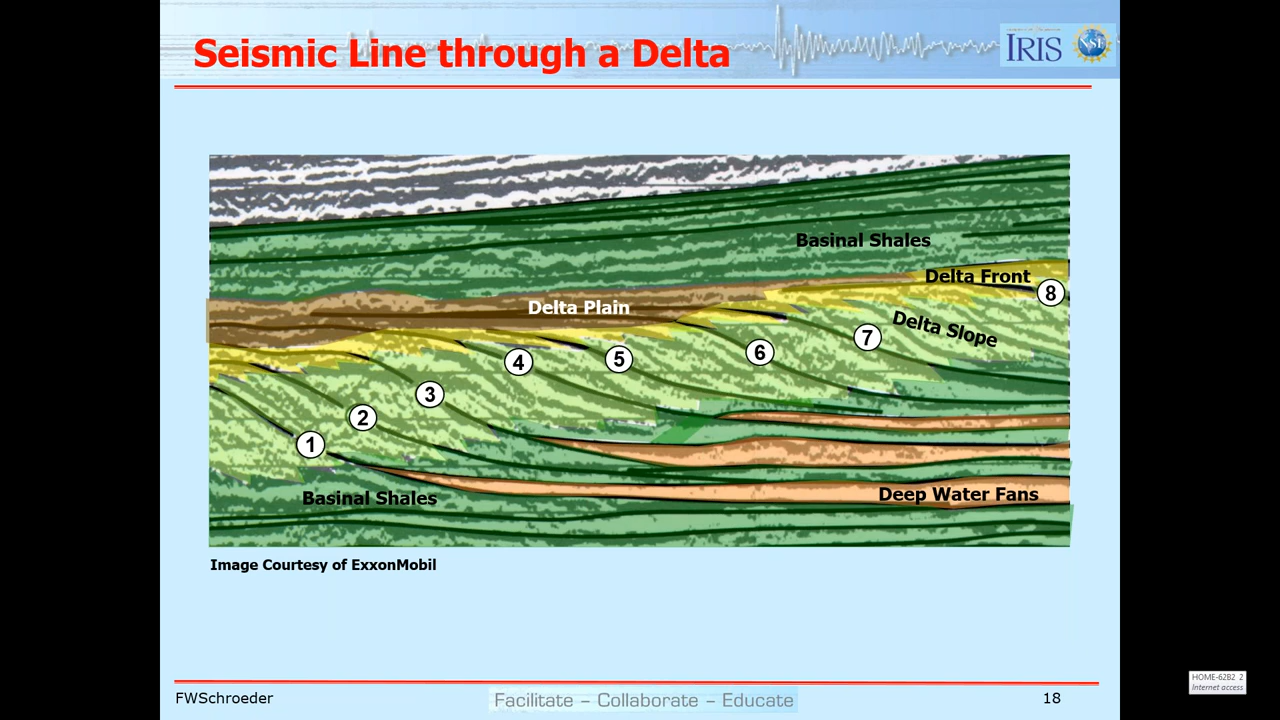 Seismic Line through a Delta
IRIS
NSF
Basinal Shales
Delta Front
8
Delta Plain
Delta Slope
7
6
5
4
3
2
1
Basinal Shales
Deep Water Fans
Image Courtesy of ExxonMobil
FWSchroeder
Facilitate – Collaborate – Educate
18
HOME-62B2 2
Internet access